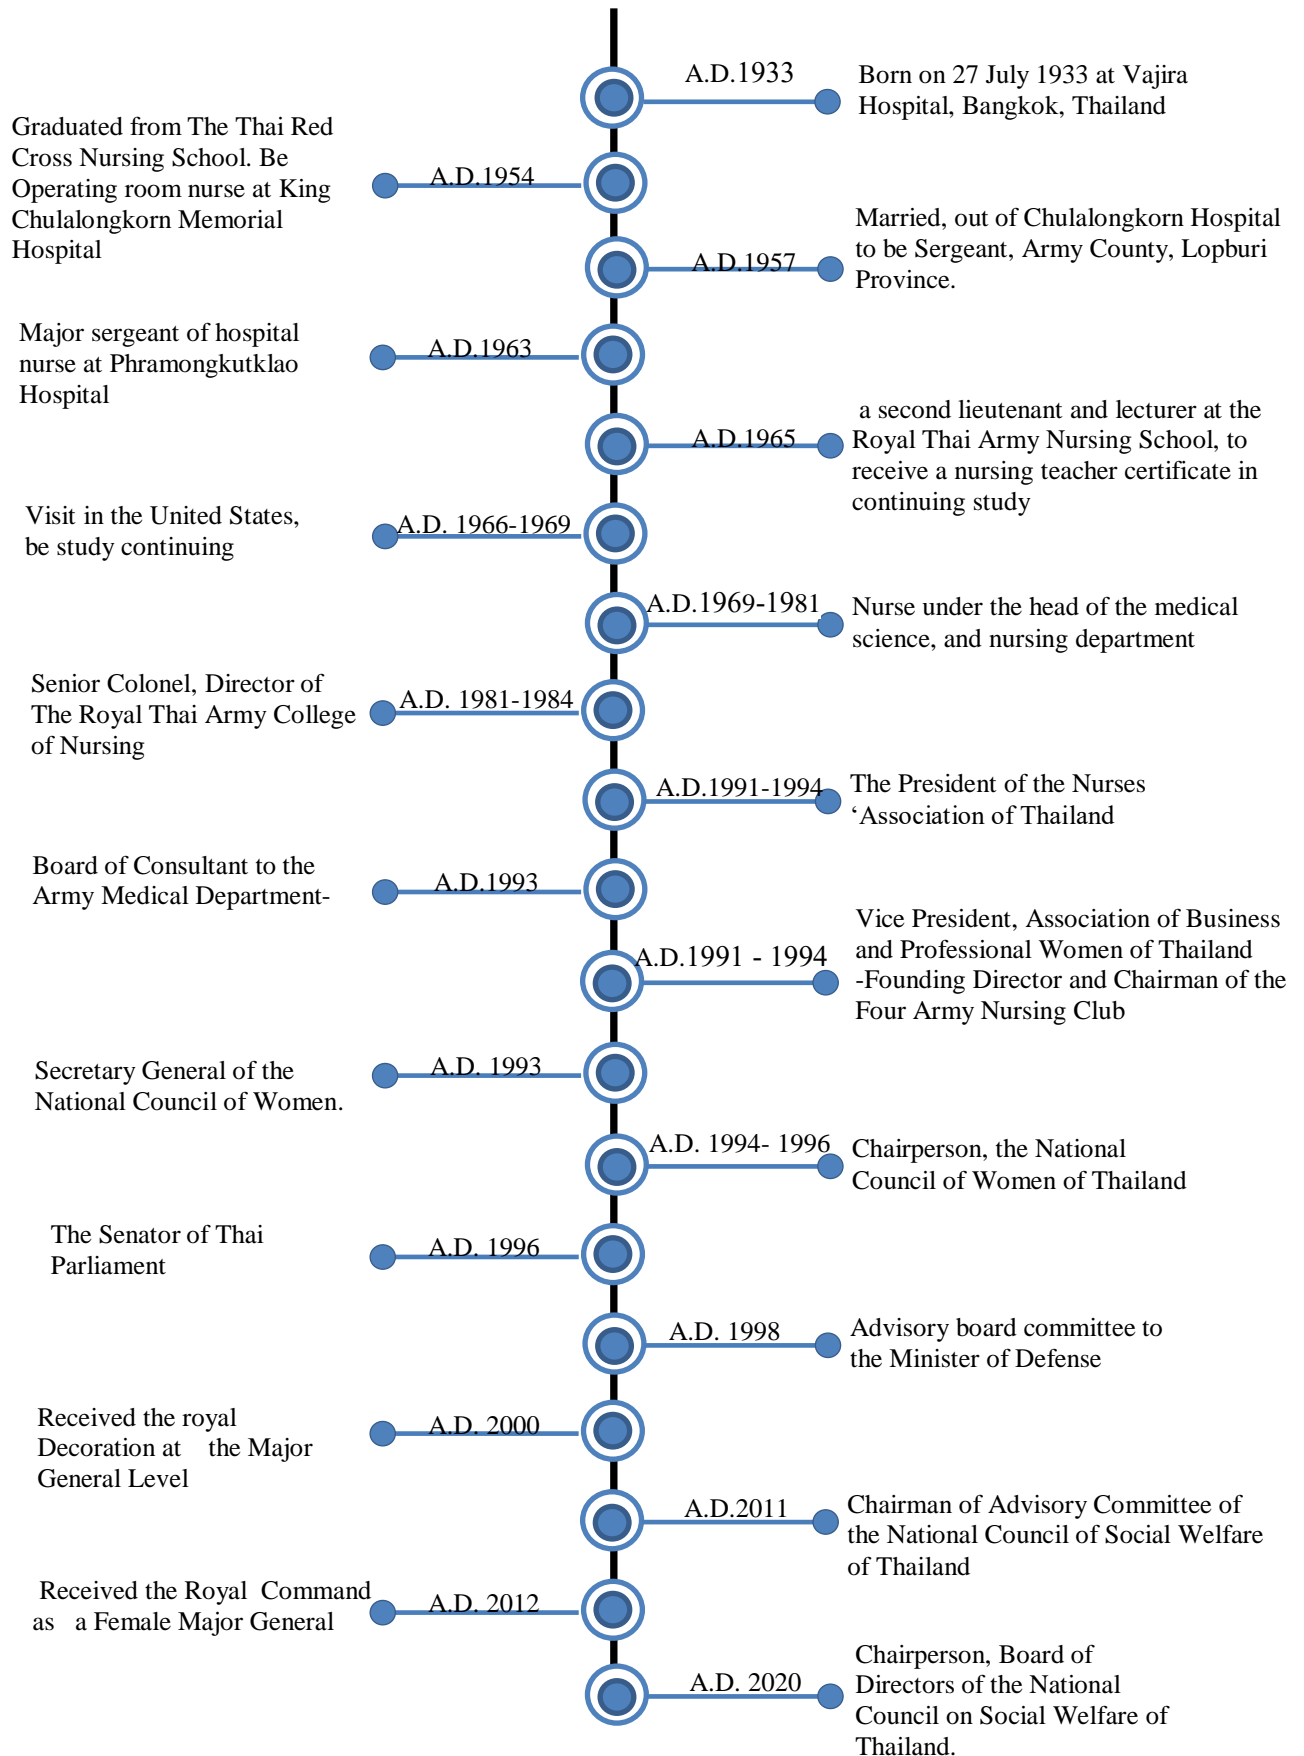 A.D.1933
Born on 27 July 1933 at Vajira
Hospital, Bangkok, Thailand
Graduated from The Thai Red
Cross Nursing School. Be
Operating room nurse at King
Chulalongkorn Memorial
Hospital
A.D.1954
Married, out of Chulalongkorn Hospital
to be Sergeant, Army County, Lopburi
Province.
A.D.1957
Major sergeant of hospital
nurse at Phramongkutklao
Hospital
A.D.1963
a second lieutenant and lecturer at the
Royal Thai Army Nursing School, to
receive a nursing teacher certificate in
continuing study
A.D.1965
Visit in the United States,
be study continuing
A.D. 1966-1969
A.D.1969-1981
Nurse under the head of the medical
science, and nursing department
Senior Colonel, Director of
The Royal Thai Army College
of Nursing
A.D. 1981-1984
A.D.1991-1994
The President of the Nurses
‘Association of Thailand
Board of Consultant to the
Army Medical Department-
A.D.1993
Vice President, Association of Business
and Professional Women of Thailand
-Founding Director and Chairman of the
Four Army Nursing Club
A.D.1991 - 1994
Secretary General of the
National Council of Women.
A.D. 1993
A.D. 1994- 1996
Chairperson, the National
Council of Women of Thailand
The Senator of Thai
Parliament
A.D. 1996
A.D. 1998
Advisory board committee to
the Minister of Defense
Received the royal
Decoration at the Major
General Level
A.D. 2000
A.D.2011
Chairman of Advisory Committee of
the National Council of Social Welfare
of Thailand
Received the Royal Command
as a Female Major General
A.D. 2012
A.D. 2020
Chairperson, Board of
Directors of the National
Council on Social Welfare of
Thailand.